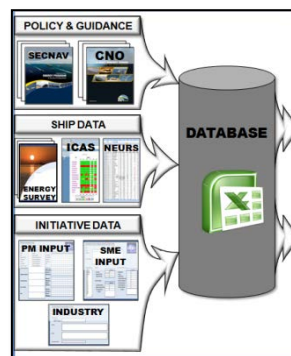 POLICY & GUIDANCE
SECNAV
CNO
SHIP DATA
ENERGY
SURVEY
ICAS
NEURS
INITIATIVE DATA
PM INPUT
SME
INPUT
INDUSTRY
DATABASE
X